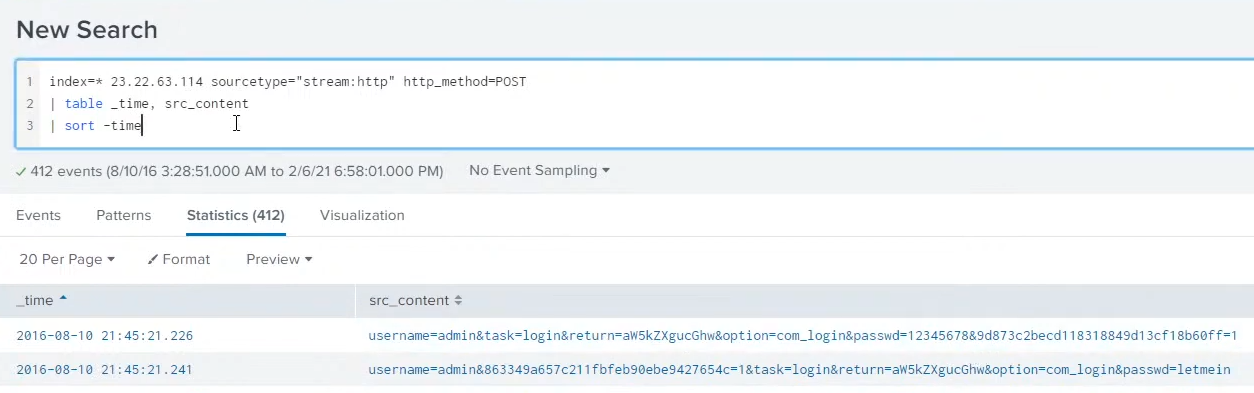 New Search
1 index=* 23.22.63.114 sourcetype="stream:http" http_method=POST
2 | table _time, src_content
3 | sort -time
412 events (8/10/16 3:28:51.000 AM to 2/6/21 6:58:01.000 PM) No Event Sampling
Events Patterns Statistics (412) Visualization
20 Per Page Format Preview
_time src_content
2016-08-10 21:45:21.226 username=admin&task=login&return=aW5kZXgucGhw&option=com_login&passwd=12345678&9d873c2becd118318849d13cf18b60ff=1
2016-08-10 21:45:21.241 username=admin&863349a657c211fbfeb90ebe9427654c=1&task=login&return=aW5kZXgucGhw&option=com_login&passwd=letmein